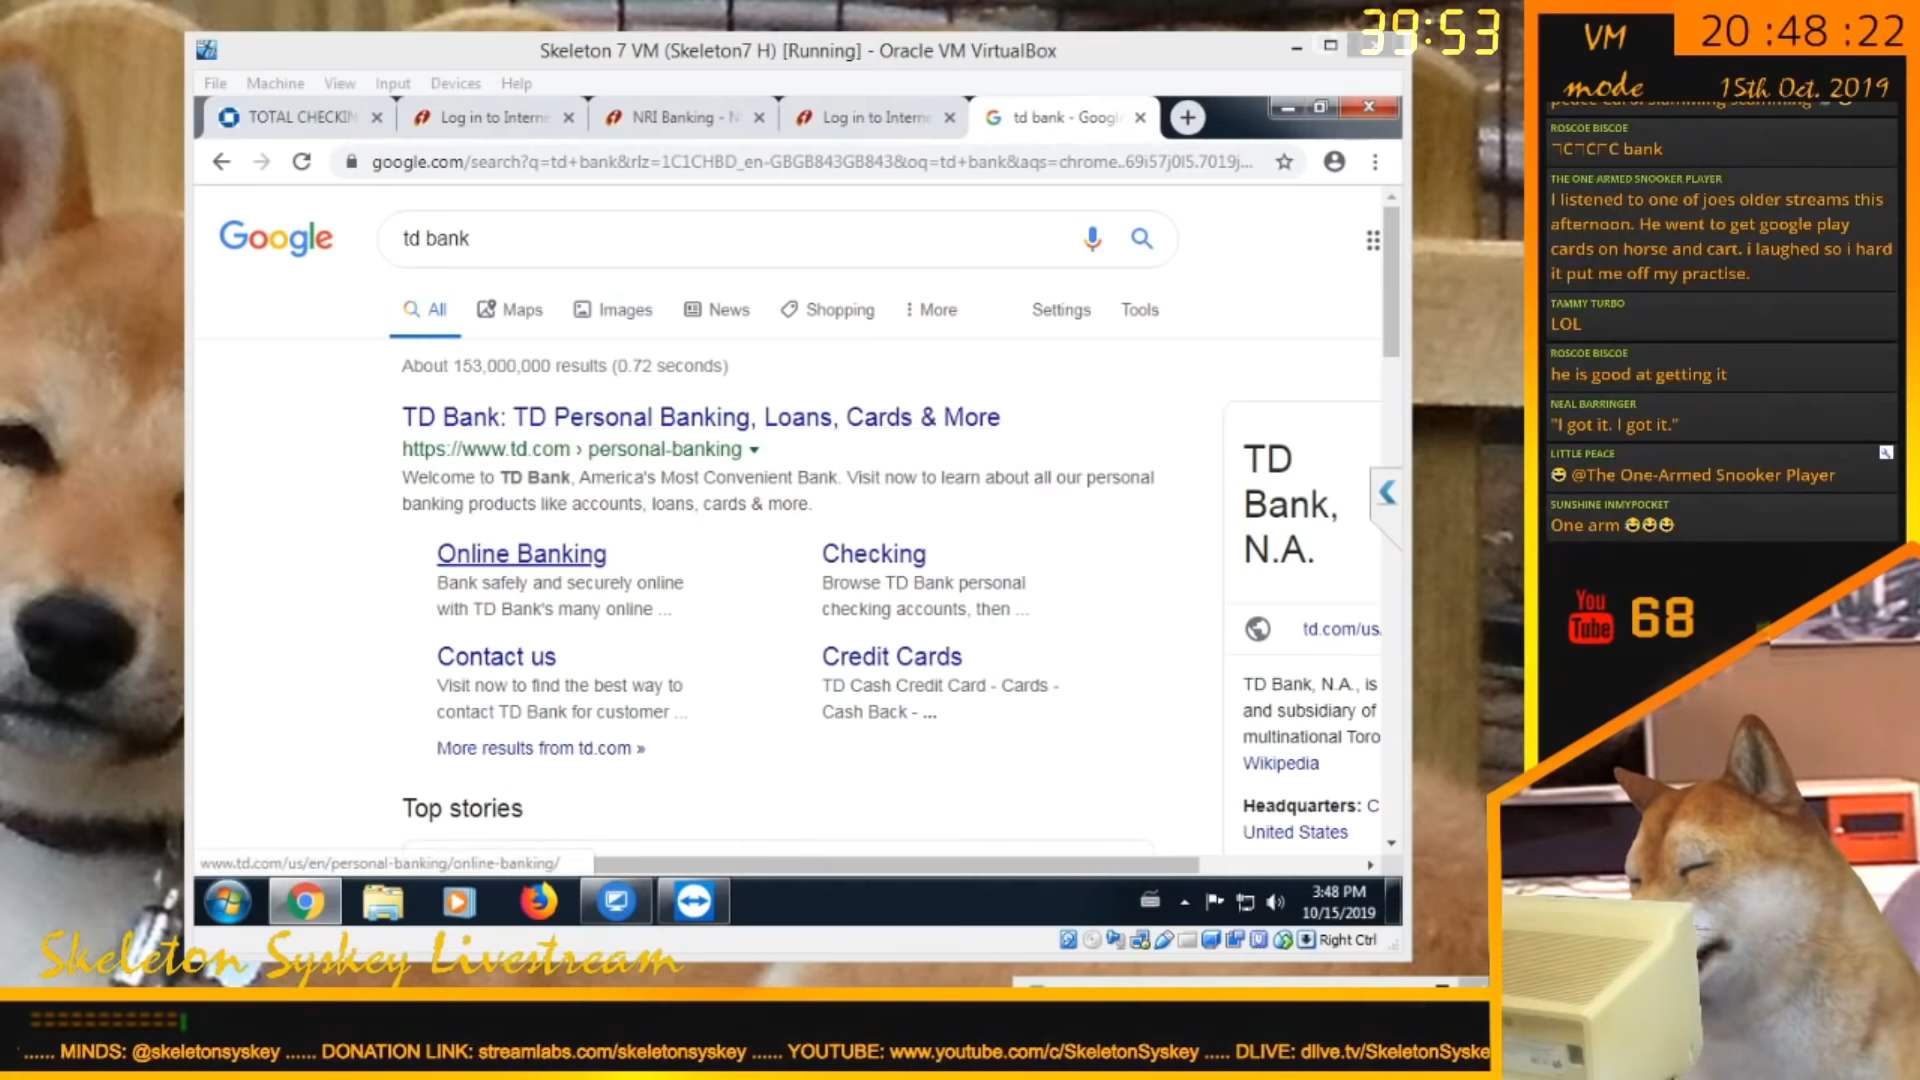 39:53
Skeleton 7 VM (Skeleton7 H) [Running] - Oracle VM VirtualBox
File Machine View Input Devices Help
TOTAL CHECKIN
Log in to Interne
NRI Banking - N
Log in to Interne
td bank - Googl
google.com/search?q=td+bank&rlz=1C1CHBD_en-GBGB843GB843&oq=td+bank&aqs=chrome..69i57j0l5.7019j...
Google
td bank
All Maps Images News Shopping More Settings Tools
About 153,000,000 results (0.72 seconds)
TD Bank: TD Personal Banking, Loans, Cards & More
https://www.td.com › personal-banking
Welcome to TD Bank, America's Most Convenient Bank. Visit now to learn about all our personal
banking products like accounts, loans, cards & more.
Online Banking
Bank safely and securely online
with TD Bank's many online ...
Checking
Browse TD Bank personal
checking accounts, then ...
Contact us
Visit now to find the best way to
contact TD Bank for customer ...
Credit Cards
TD Cash Credit Card - Cards -
Cash Back - ...
More results from td.com »
Top stories
TD
Bank,
N.A.
td.com/us.
TD Bank, N.A., is
and subsidiary of
multinational Toro
Wikipedia
Headquarters: C
United States
www.td.com/us/en/personal-banking/online-banking/
3:48 PM
10/15/2019
Right Ctrl
Skeleton Syskey Livestream
...... MINDS: @skeletonsyskey ...... DONATION LINK: streamlabs.com/skeletonsyskey ...... YOUTUBE: www.youtube.com/c/SkeletonSyskey ..... DLIVE: dlive.tv/SkeletonSyske
VM
mode
20 :48 :22
15th Oct. 2019
ROSCOE BISCOE
ᄀCᄀCᄃC bank
THE ONE ARMED SNOOKER PLAYER
I listened to one of joes older streams this
afternoon. He went to get google play
cards on horse and cart. i laughed so i hard
it put me off my practise.
TAMMY TURBO
LOL
ROSCOE BISCOE
he is good at getting it
NEAL BARRINGER
"I got it. I got it."
LITTLE PEACE
😄 @The One-Armed Snooker Player
SUNSHINE INMYPOCKET
One arm 😂😂😂
You
Tube
68